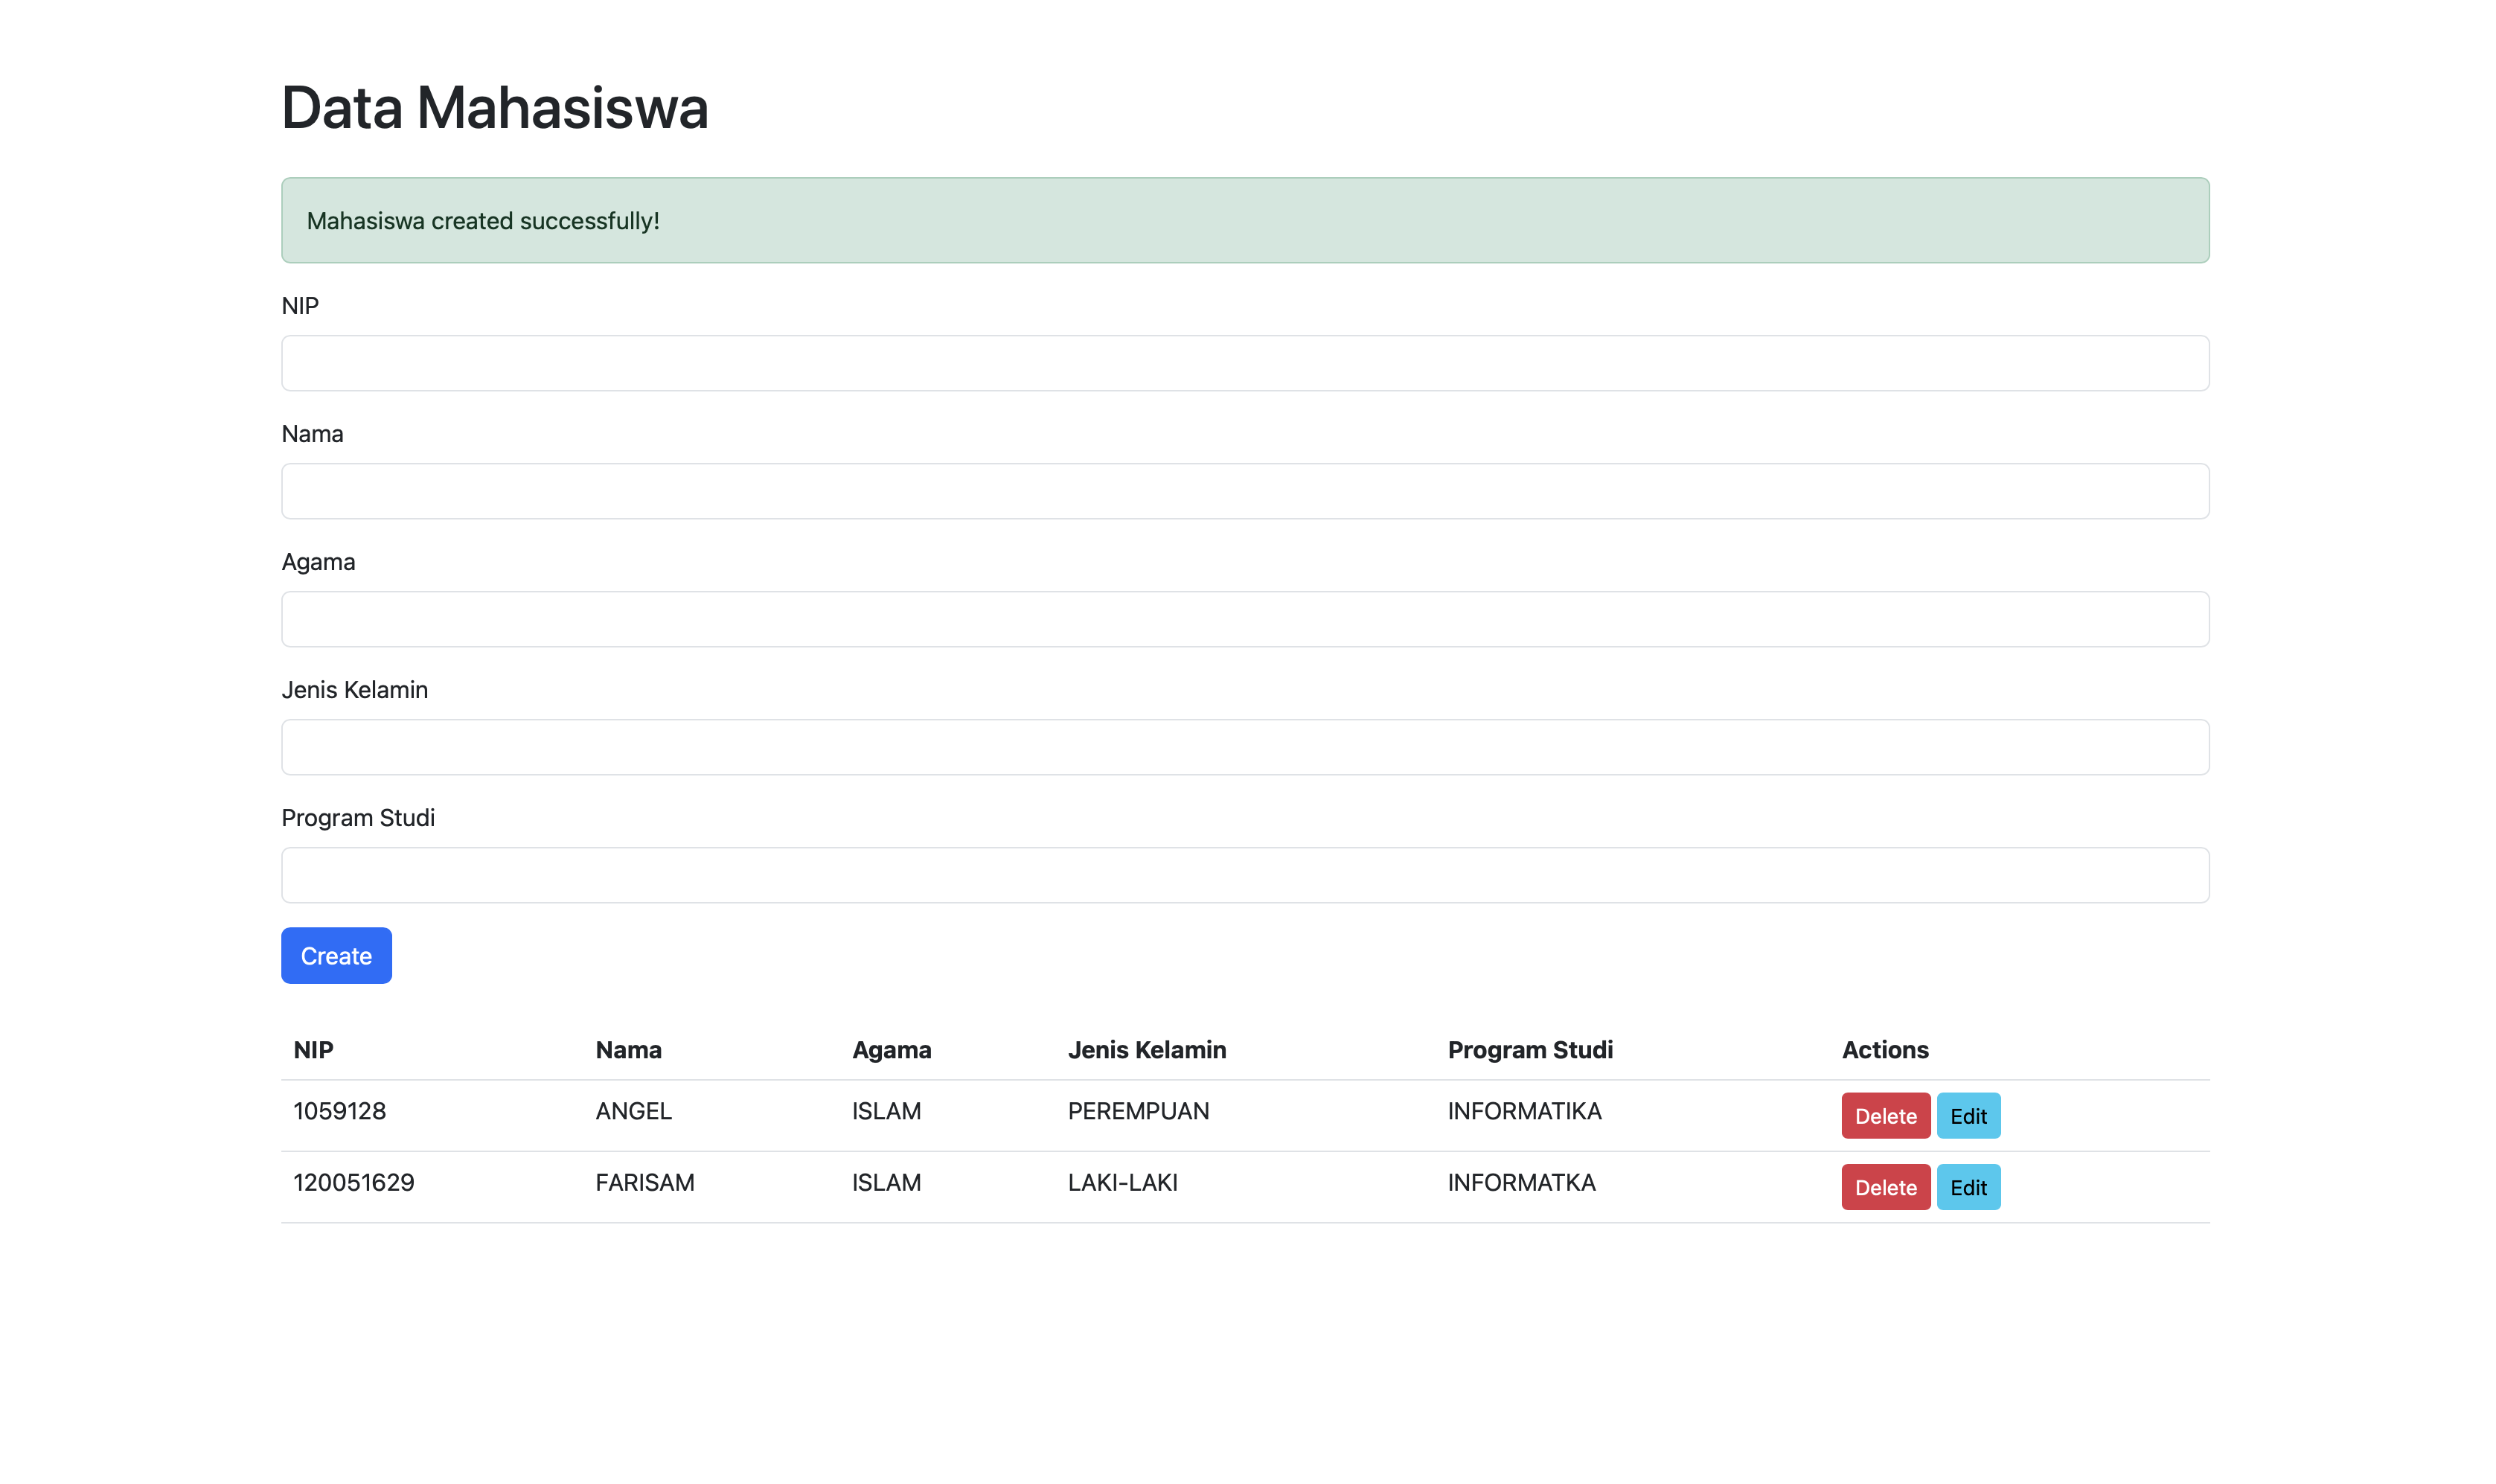 Data Mahasiswa
Mahasiswa created successfully!
NIP
Nama
Agama
Jenis Kelamin
Program Studi
Create
NIP Nama Agama Jenis Kelamin Program Studi Actions
1059128 ANGEL ISLAM PEREMPUAN INFORMATIKA Delete Edit
120051629 FARISAM ISLAM LAKI-LAKI INFORMATKA Delete Edit